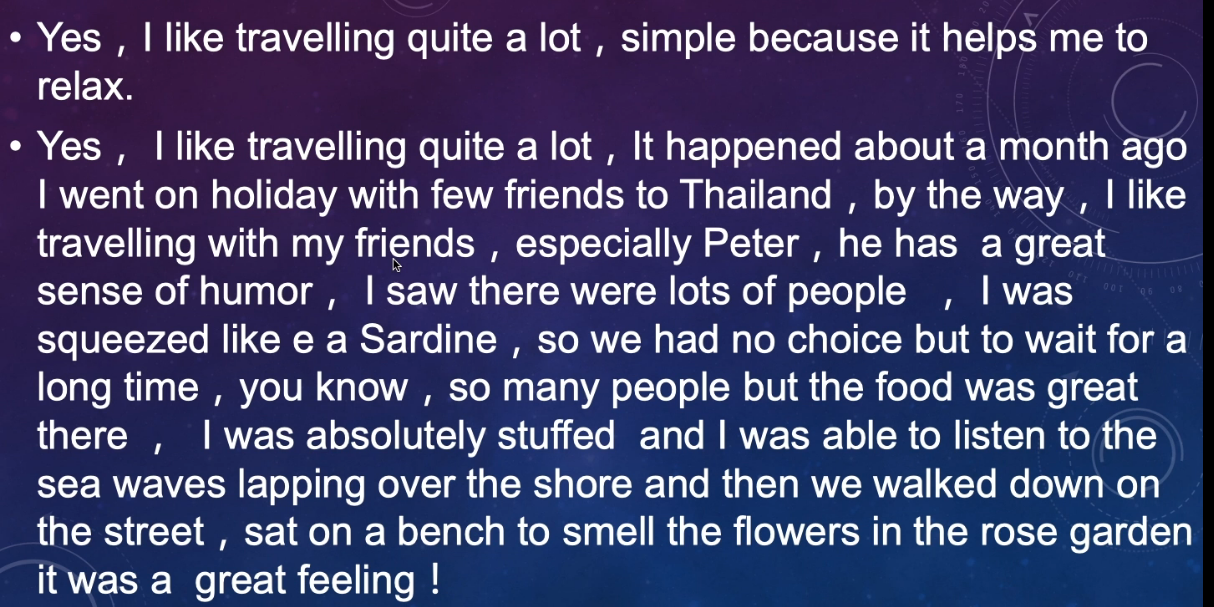 • Yes , I like travelling quite a lot , simple because it helps me to
relax.
• Yes , I like travelling quite a lot , It happened about a month ago
I went on holiday with few friends to Thailand , by the way , I like
travelling with my friends , especially Peter , he has a great
sense of humor , I saw there were lots of people , I was
squeezed like e a Sardine , so we had no choice but to wait for a
long time , you know , so many people but the food was great
there , I was absolutely stuffed and I was able to listen to the
sea waves lapping over the shore and then we walked down on
the street , sat on a bench to smell the flowers in the rose garden
it was a great feeling !